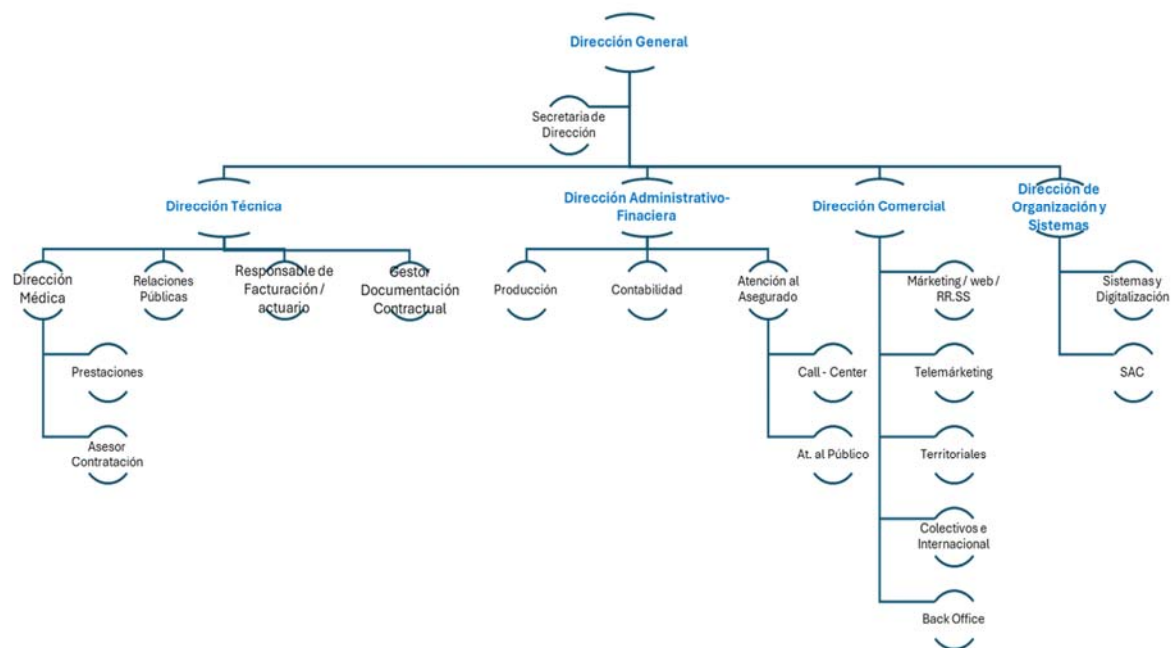 Dirección General
Secretaria de
Dirección
Dirección Técnica
Dirección Administrativo-
Finaciera
Dirección Comercial
Dirección de
Organización y
Sistemas
Dirección
Médica
Relaciones
Públicas
Responsable de
Facturación /
actuario
Gestor
Documentación
Contractual
Producción
Contabilidad
Atención al
Asegurado
Márketing / web /
RR.SS
Sistemas y
Digitalización
Prestaciones
Call - Center
Telemárketing
SAC
Asesor
Contratación
At. al Público
Territoriales
Colectivos e
Internacional
Back Office